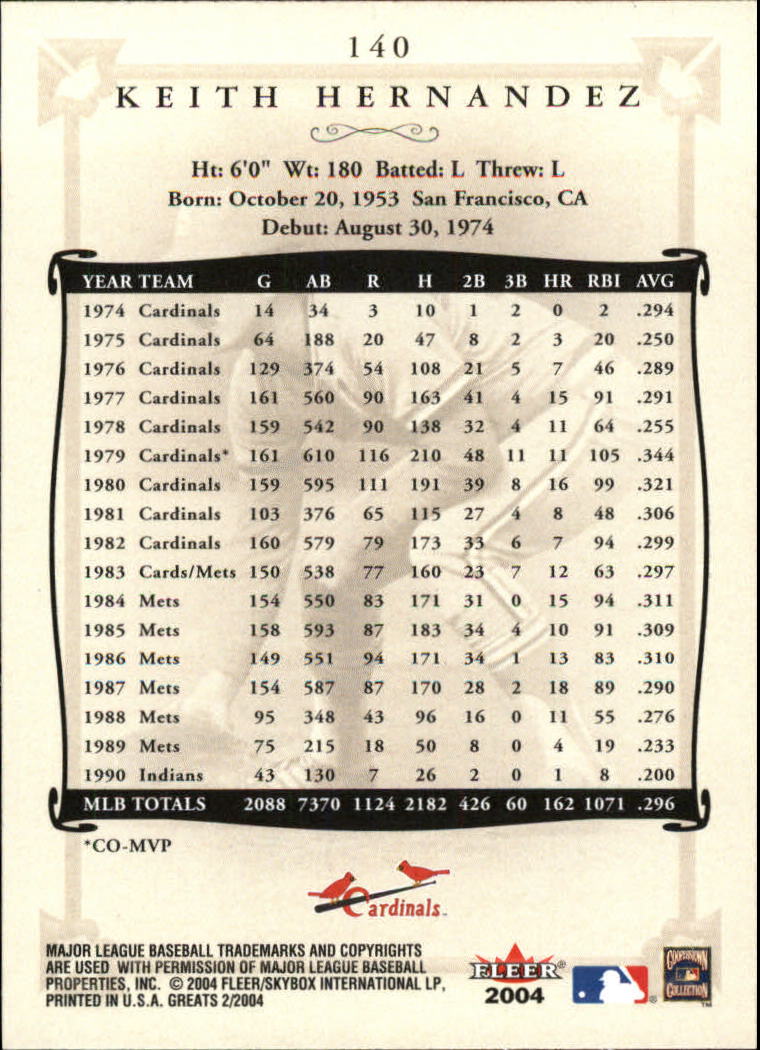 140
KEITH HERNANDEZ
Ht: 6'0" Wt: 180 Batted: L Threw: L
Born: October 20, 1953 San Francisco, CA
Debut: August 30, 1974
YEAR TEAM G AB R H 2B 3B HR RBI AVG
1974 Cardinals 14 34 3 10 1 2 0 2 .294
1975 Cardinals 64 188 20 47 8 2 3 20 .250
1976 Cardinals 129 374 54 108 21 5 7 46 .289
1977 Cardinals 161 560 90 163 41 4 15 91 .291
1978 Cardinals 159 542 90 138 32 4 11 64 .255
1979 Cardinals* 161 610 116 210 48 11 11 105 .344
1980 Cardinals 159 595 111 191 39 8 16 99 .321
1981 Cardinals 103 376 65 115 27 4 8 48 .306
1982 Cardinals 160 579 79 173 33 6 7 94 .299
1983 Cards/Mets 150 538 77 160 23 7 12 63 .297
1984 Mets 154 550 83 171 31 0 15 94 .311
1985 Mets 158 593 87 183 34 4 10 91 .309
1986 Mets 149 551 94 171 34 1 13 83 .310
1987 Mets 154 587 87 170 28 2 18 89 .290
1988 Mets 95 348 43 96 16 0 11 55 .276
1989 Mets 75 215 18 50 8 0 4 19 .233
1990 Indians 43 130 7 26 2 0 1 8 .200
MLB TOTALS 2088 7370 1124 2182 426 60 162 1071 .296
*CO-MVP
Cardinals™
MAJOR LEAGUE BASEBALL TRADEMARKS AND COPYRIGHTS
ARE USED WITH PERMISSION OF MAJOR LEAGUE BASEBALL
PROPERTIES, INC. © 2004 FLEER/SKYBOX INTERNATIONAL LP,
PRINTED IN U.S.A. GREATS 2/2004
FLEER®
2004
®
COOPERSTOWN
COLLECTION
™